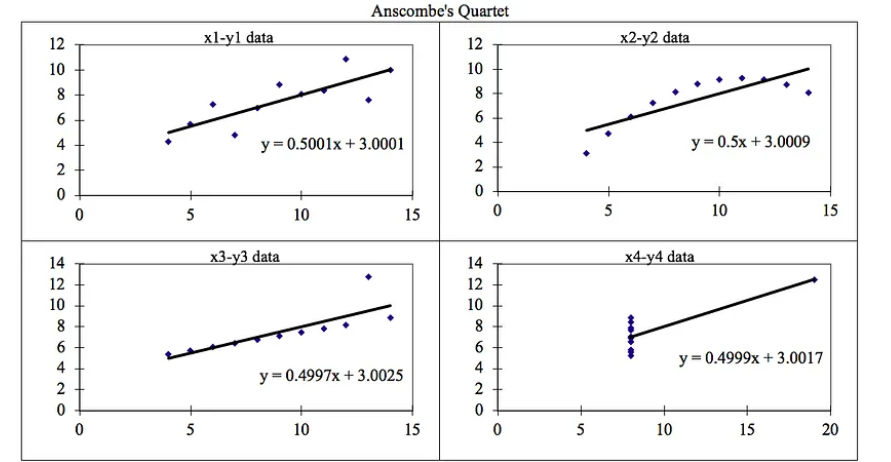 Anscombe's Quartet
x1-y1 data
12
10
8
6
4
2
0
0 5 10 15
y = 0.5001x + 3.0001
x2-y2 data
12
10
8
6
4
2
0
0 5 10 15
y = 0.5x + 3.0009
x3-y3 data
14
12
10
8
6
4
2
0
0 5 10 15
y = 0.4997x + 3.0025
x4-y4 data
14
12
10
8
6
4
2
0
0 5 10 15 20
y = 0.4999x + 3.0017